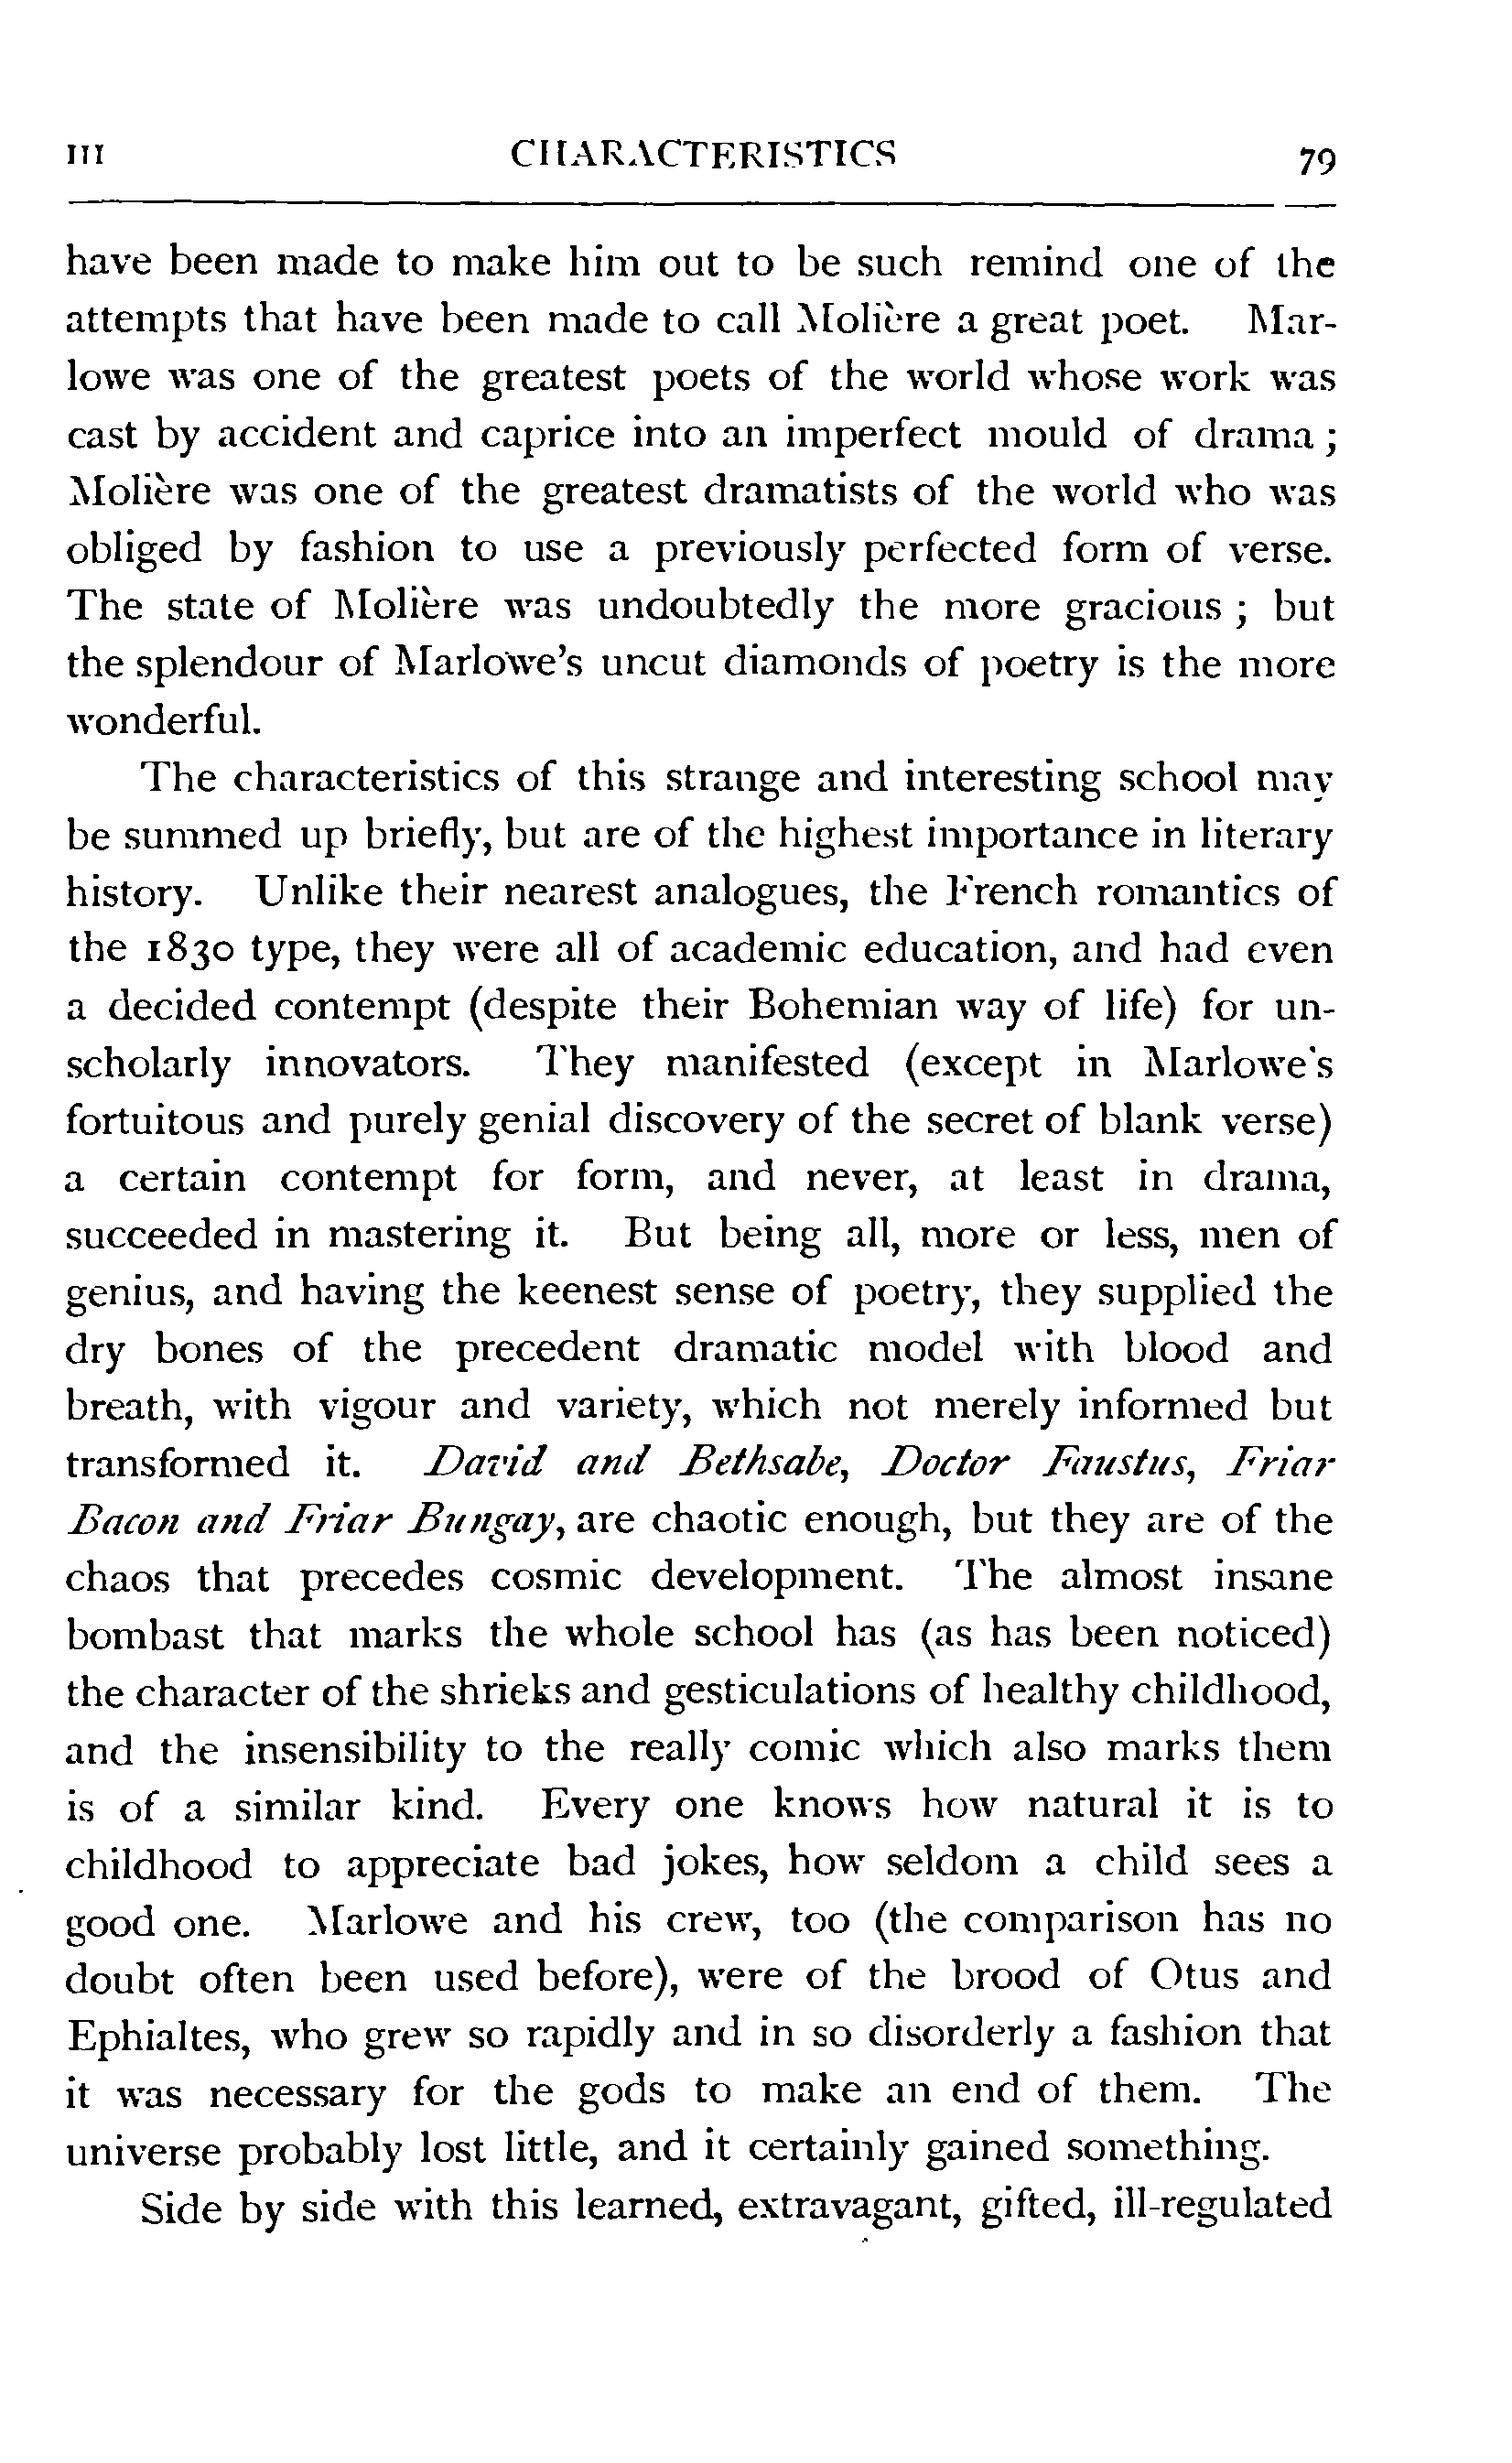 III CHARACTERISTICS 79
have been made to make him out to be such remind one of the
attempts that have been made to call Molière a great poet. Mar-
lowe was one of the greatest poets of the world whose work was
cast by accident and caprice into an imperfect mould of drama ;
Molière was one of the greatest dramatists of the world who was
obliged by fashion to use a previously perfected form of verse.
The state of Molière was undoubtedly the more gracious ; but
the splendour of Marlowe's uncut diamonds of poetry is the more
wonderful.
The characteristics of this strange and interesting school may
be summed up briefly, but are of the highest importance in literary
history. Unlike their nearest analogues, the French romantics of
the 1830 type, they were all of academic education, and had even
a decided contempt (despite their Bohemian way of life) for un-
scholarly innovators. They manifested (except in Marlowe's
fortuitous and purely genial discovery of the secret of blank verse)
a certain contempt for form, and never, at least in drama,
succeeded in mastering it. But being all, more or less, men of
genius, and having the keenest sense of poetry, they supplied the
dry bones of the precedent dramatic model with blood and
breath, with vigour and variety, which not merely informed but
transformed it. David and Bethsabe, Doctor Faustus, Friar
Bacon and Friar Bungay, are chaotic enough, but they are of the
chaos that precedes cosmic development. The almost insane
bombast that marks the whole school has (as has been noticed)
the character of the shrieks and gesticulations of healthy childhood,
and the insensibility to the really comic which also marks them
is of a similar kind. Every one knows how natural it is to
childhood to appreciate bad jokes, how seldom a child sees a
good one. Marlowe and his crew, too (the comparison has no
doubt often been used before), were of the brood of Otus and
Ephialtes, who grew so rapidly and in so disorderly a fashion that
it was necessary for the gods to make an end of them. The
universe probably lost little, and it certainly gained something.
Side by side with this learned, extravagant, gifted, ill-regulated